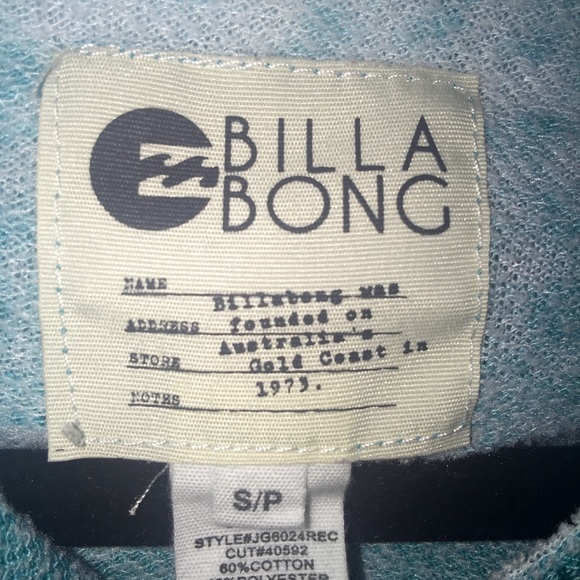 BILLA
BONG
NAME
Billabong was
ADDRESS founded on
Australia's
STORE Gold Coast in
NOTES 1973.
S/P
STYLE#JG6024REC
CUT#40592
60%COTTON
POLYESTER